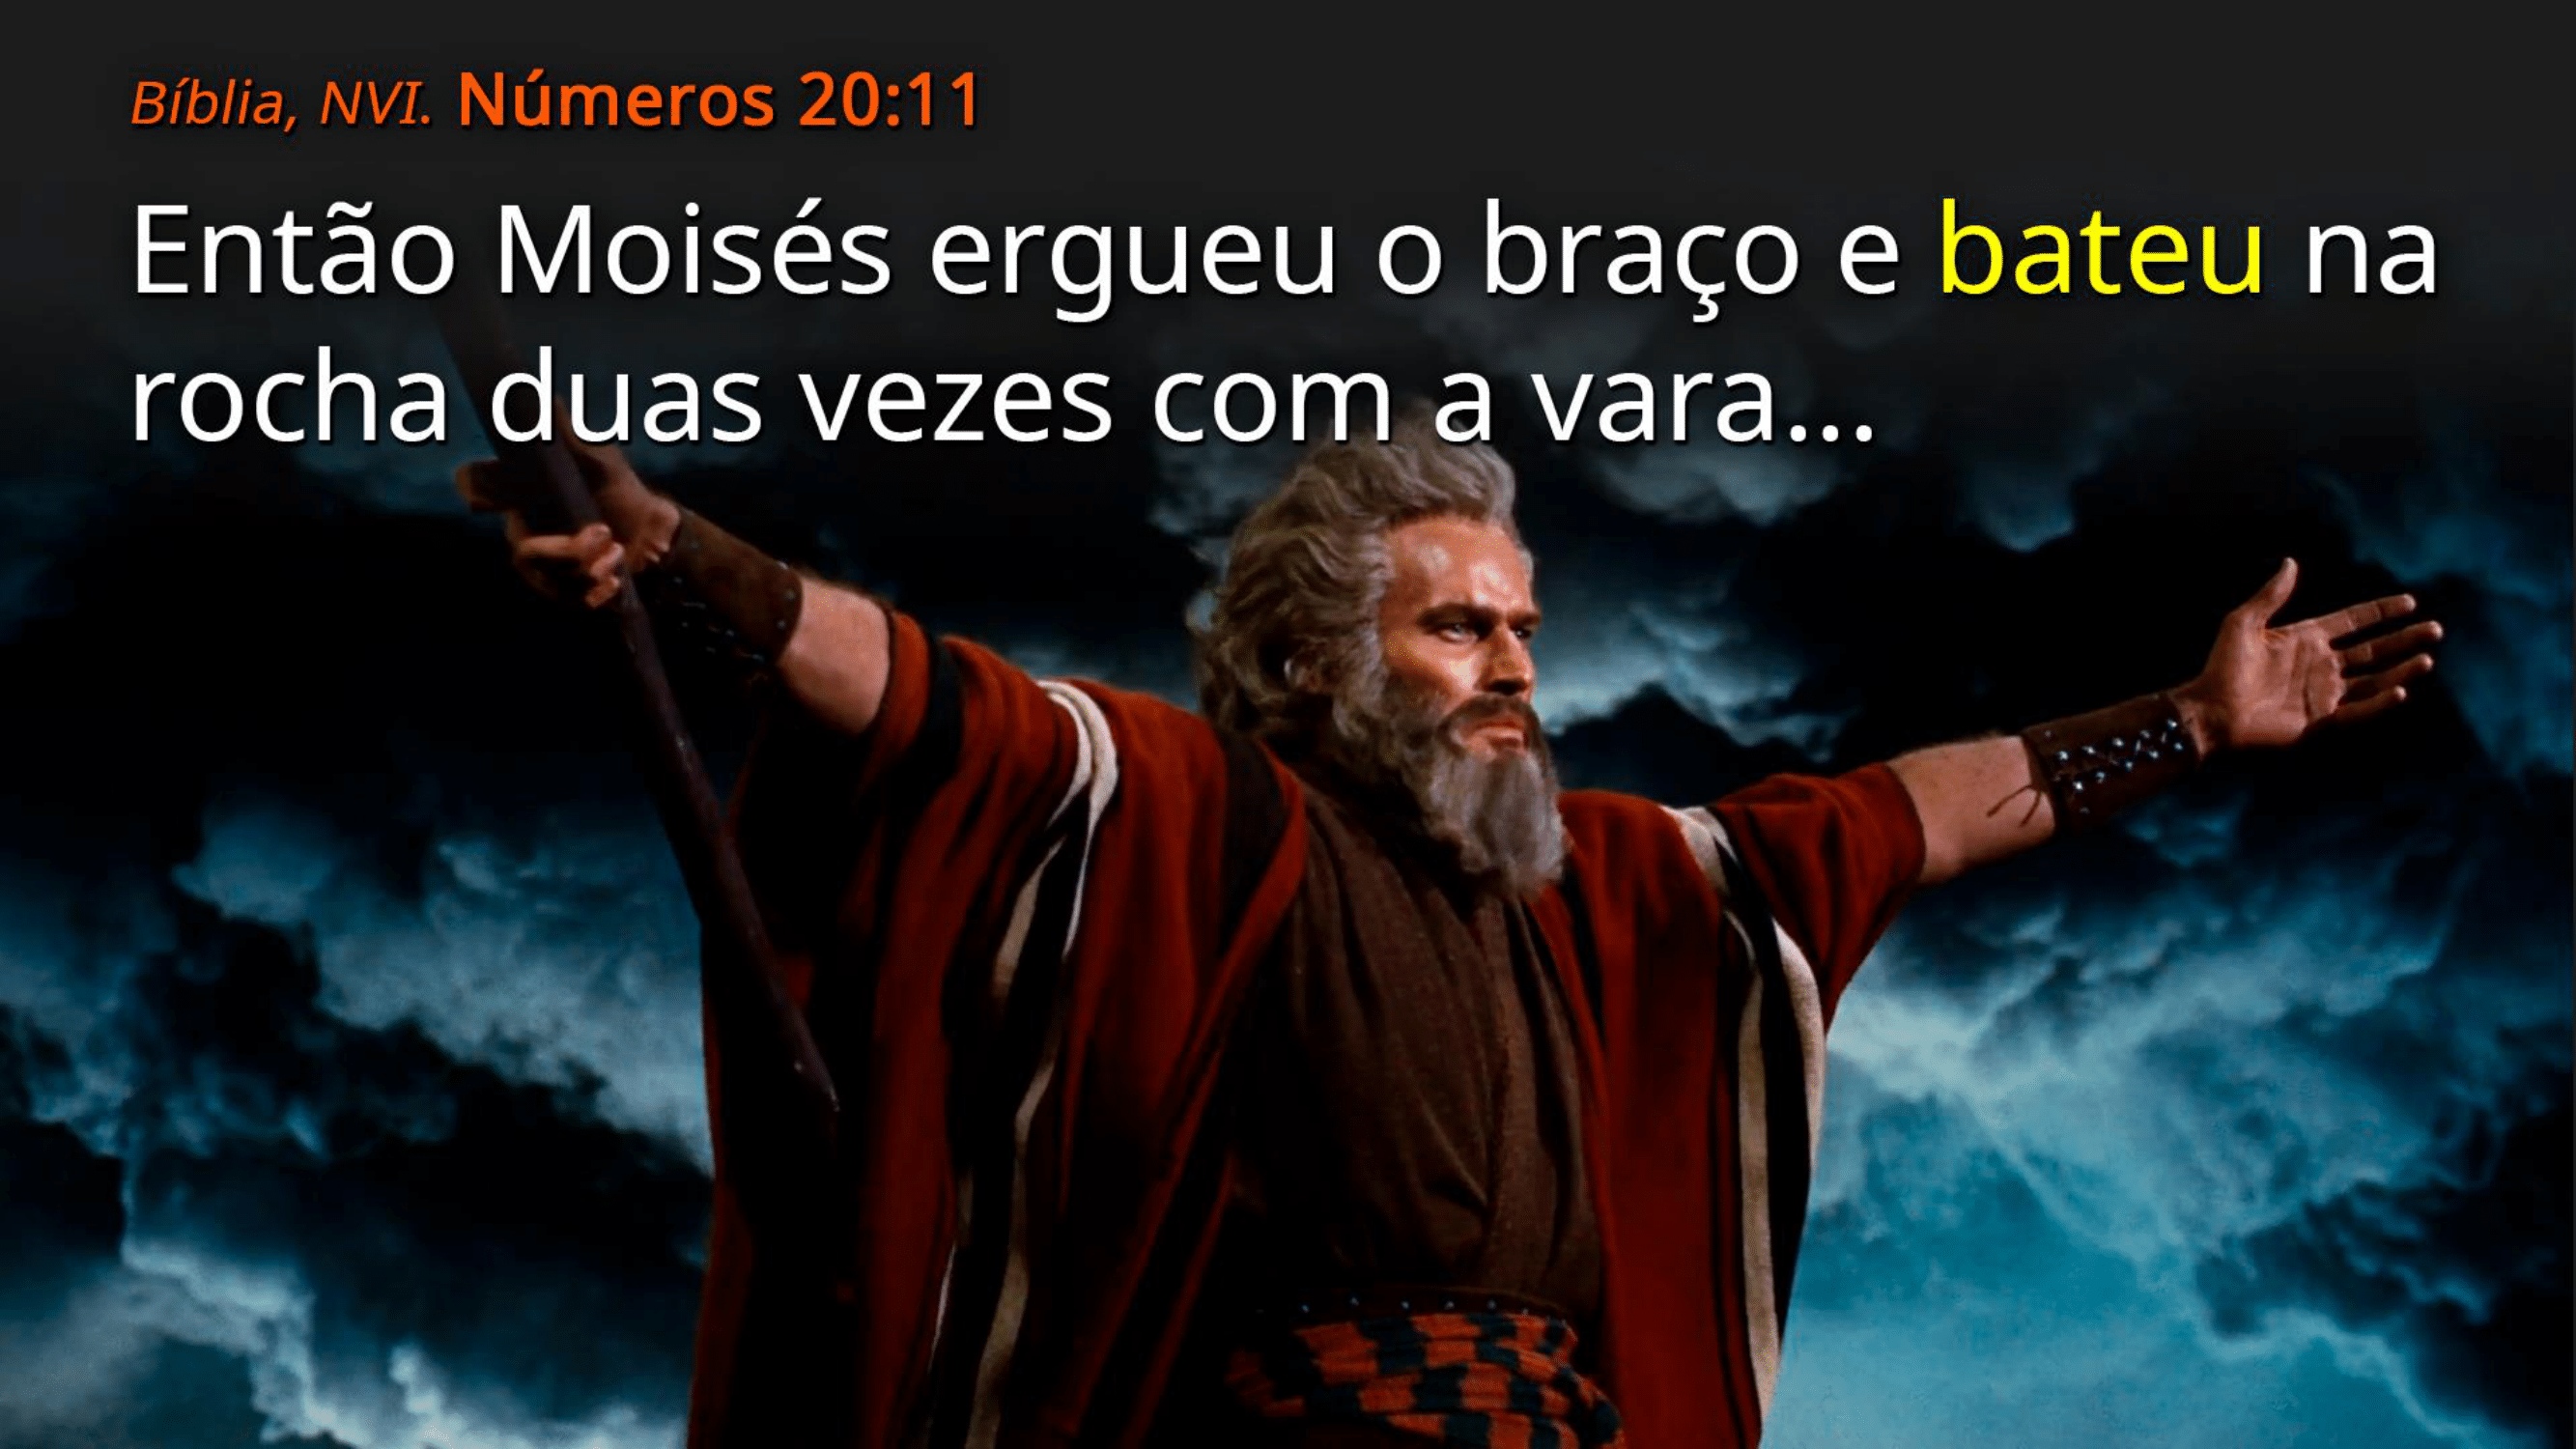 Bíblia, NVI. Números 20:11
Então Moisés ergueu o braço e bateu na
rocha duas vezes com a vara...